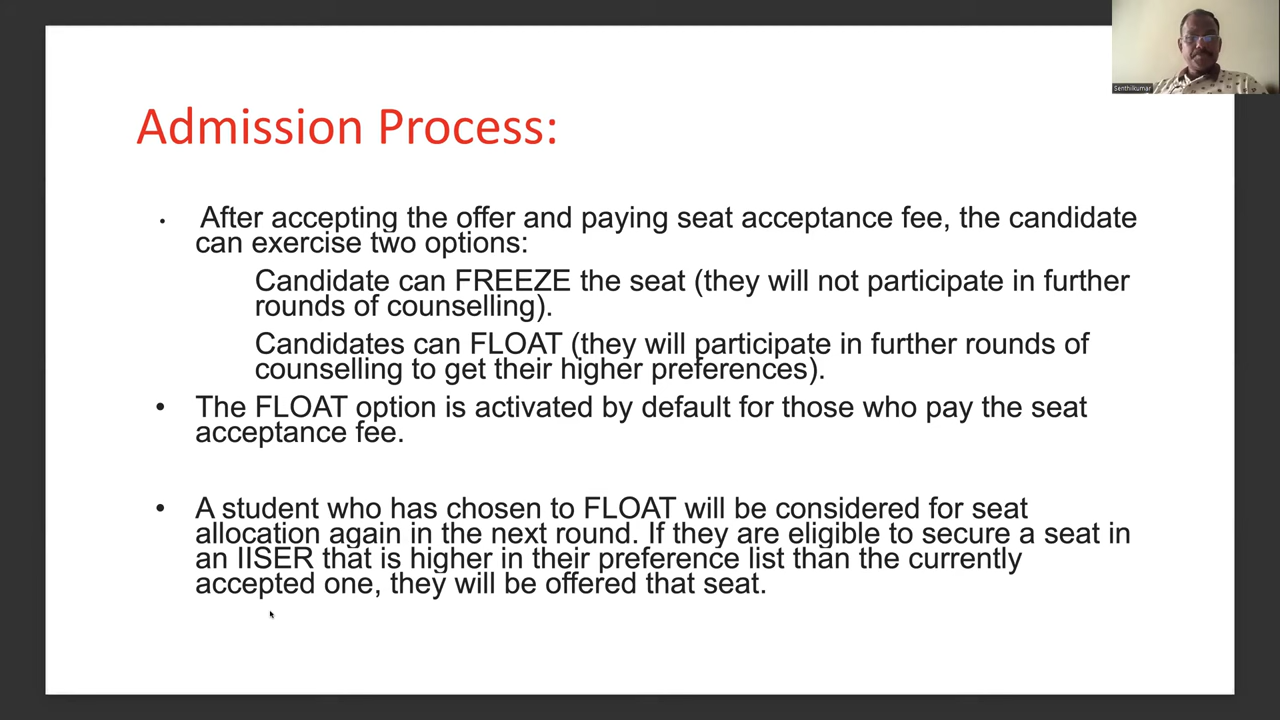 Senthilkumar
Admission Process:
• After accepting the offer and paying seat acceptance fee, the candidate
can exercise two options:
Candidate can FREEZE the seat (they will not participate in further
rounds of counselling).
Candidates can FLOAT (they will participate in further rounds of
counselling to get their higher preferences).
• The FLOAT option is activated by default for those who pay the seat
acceptance fee.
• A student who has chosen to FLOAT will be considered for seat
allocation again in the next round. If they are eligible to secure a seat in
an IISER that is higher in their preference list than the currently
accepted one, they will be offered that seat.